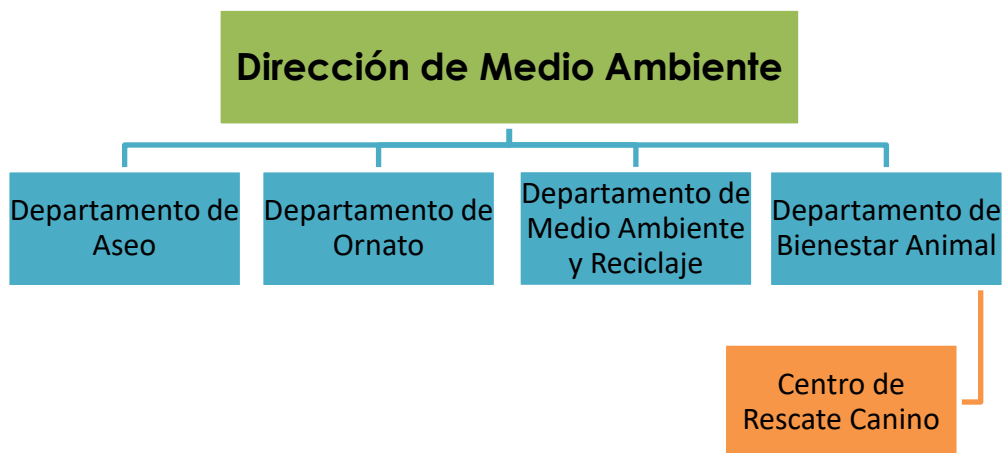 Dirección de Medio Ambiente
Departamento de
Aseo
Departamento de
Ornato
Departamento de
Medio Ambiente
y Reciclaje
Departamento de
Bienestar Animal
Centro de
Rescate Canino